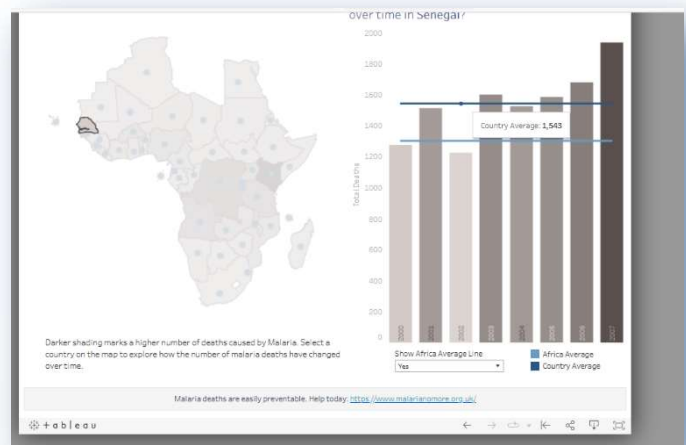 over time in Senegal?
2000
1800
1600
1400
1200
1000
800
600
400
200
0
Total Deaths
Country Average: 1,543
2000
2001
2002
2003
2004
2005
2006
2007
Darker shading marks a higher number of deaths caused by Malaria. Select a
country on the map to explore how the number of malaria deaths have changed
over time.
Show Africa Average Line
Yes
Africa Average
Country Average
Malaria deaths are easily preventable. Help today: https://www.malarianomore.org.uk/
+ a b l e a u